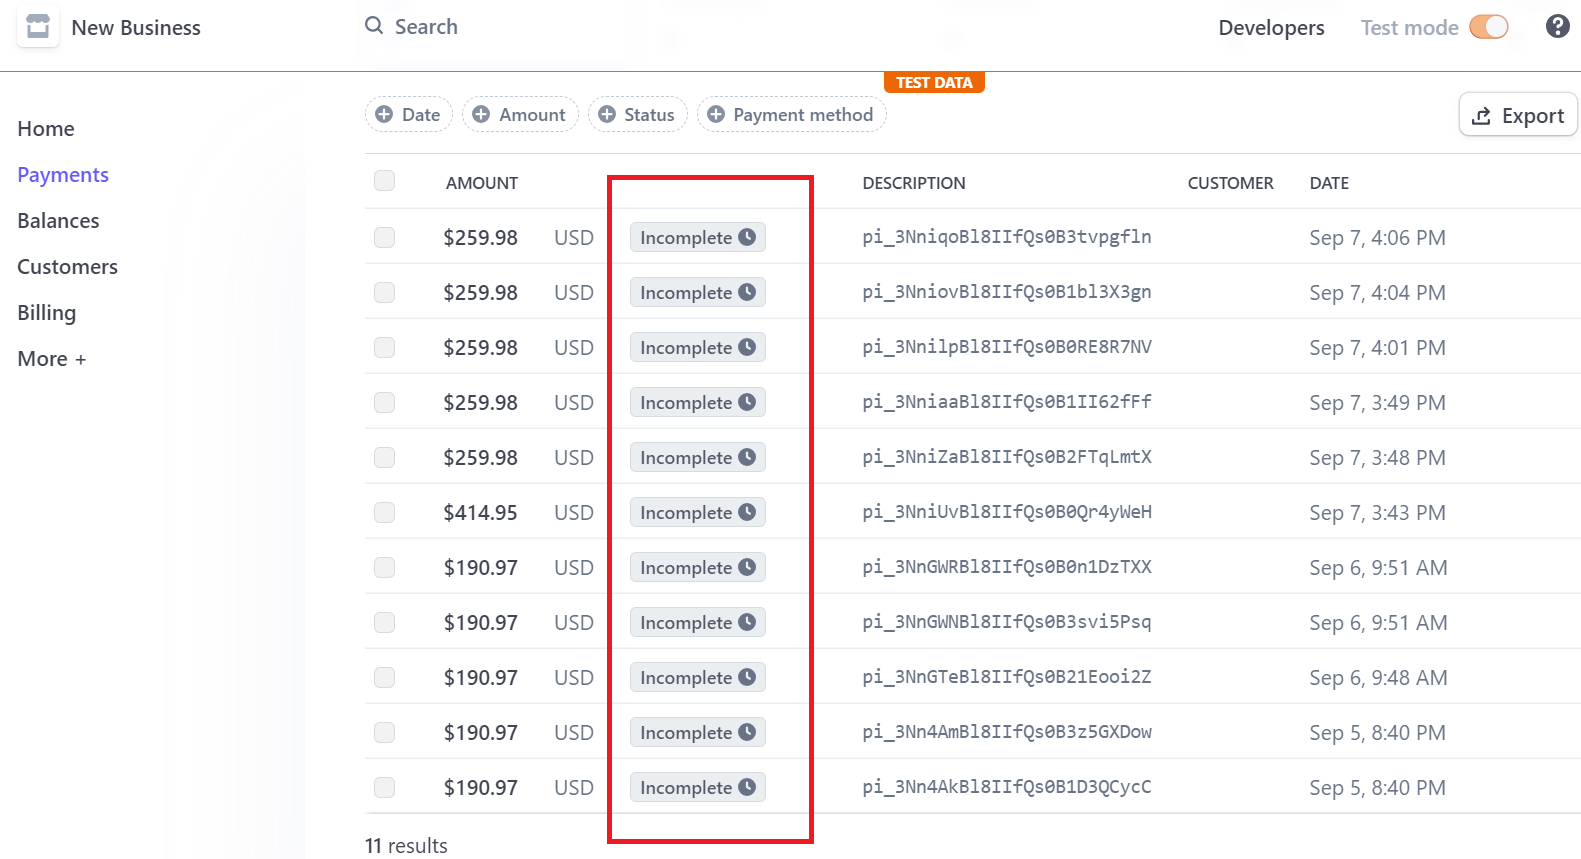 New Business
Search
Developers
Test mode
TEST DATA
Date
Amount
Status
Payment method
Export
Home
Payments
Balances
Customers
Billing
More +
AMOUNT DESCRIPTION CUSTOMER DATE
$259.98 USD Incomplete pi_3NniqoBl8IIfQs0B3tvpgfln Sep 7, 4:06 PM
$259.98 USD Incomplete pi_3NniovBl8IIfQs0B1bl3X3gn Sep 7, 4:04 PM
$259.98 USD Incomplete pi_3NnilpBl8IIfQs0B0RE8R7NV Sep 7, 4:01 PM
$259.98 USD Incomplete pi_3NniaaBl8IIfQs0B1II62fFf Sep 7, 3:49 PM
$259.98 USD Incomplete pi_3NniZaBl8IIfQs0B2FTqLmtX Sep 7, 3:48 PM
$414.95 USD Incomplete pi_3NniUvBl8IIfQs0B0Qr4yWeH Sep 7, 3:43 PM
$190.97 USD Incomplete pi_3NnGWRBl8IIfQs0B0n1DzTXX Sep 6, 9:51 AM
$190.97 USD Incomplete pi_3NnGWNBl8IIfQs0B3svi5Psq Sep 6, 9:51 AM
$190.97 USD Incomplete pi_3NnGTeBl8IIfQs0B21Eooi2Z Sep 6, 9:48 AM
$190.97 USD Incomplete pi_3Nn4AmBl8IIfQs0B3z5GXDow Sep 5, 8:40 PM
$190.97 USD Incomplete pi_3Nn4AkBl8IIfQs0B1D3QCycC Sep 5, 8:40 PM
11 results